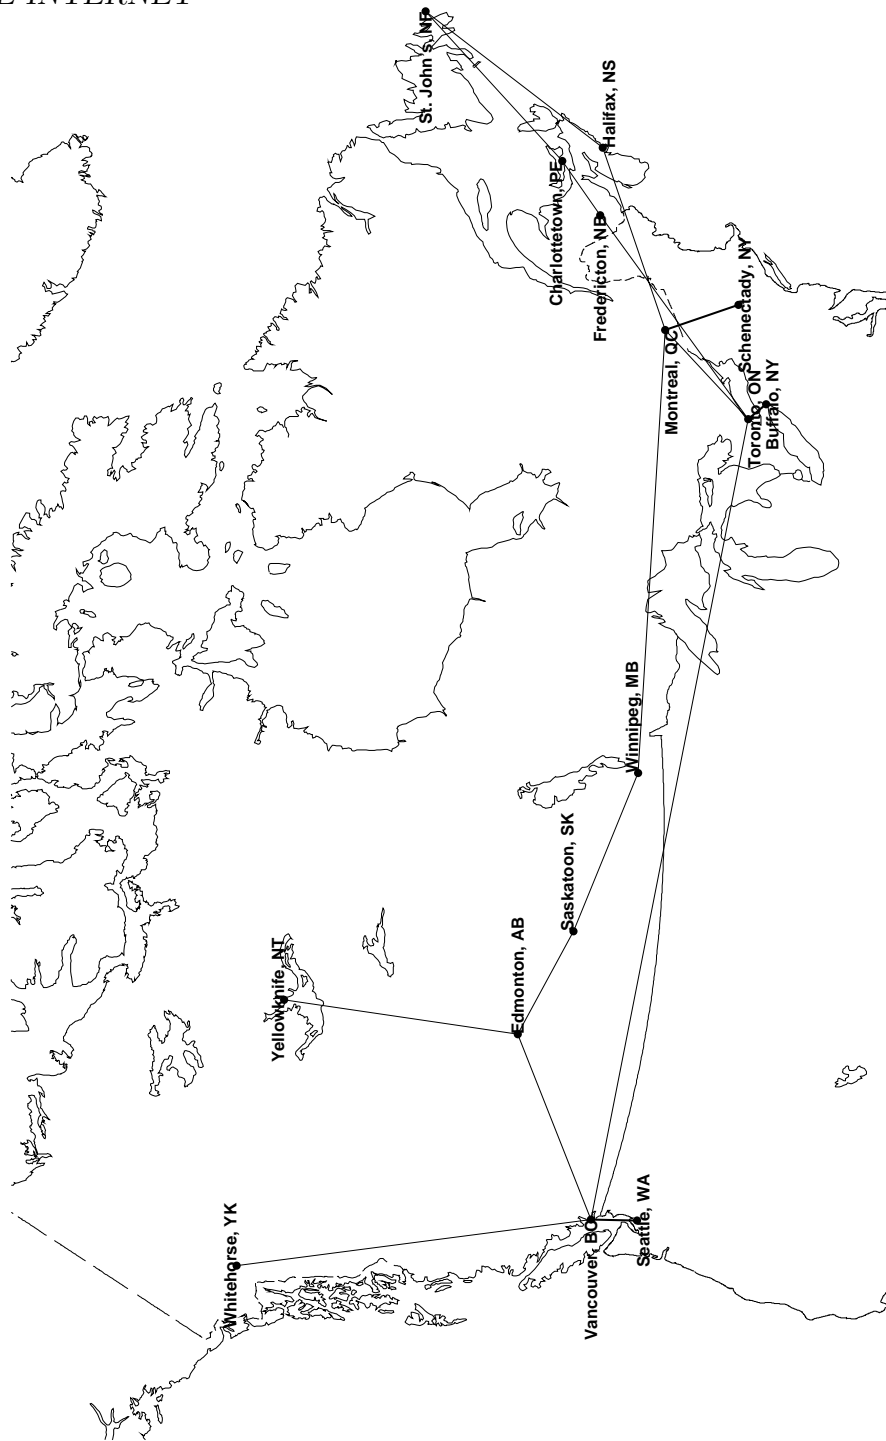 E INTERNET
St. John's, NF
Halifax, NS
Charlottetown, PE
Fredericton, NB
Schenectady, NY
Montreal, QC
Toronto, ON
Buffalo, NY
Winnipeg, MB
Saskatoon, SK
Edmonton, AB
Yellowknife, NT
Whitehorse, YK
Vancouver, BC
Seattle, WA